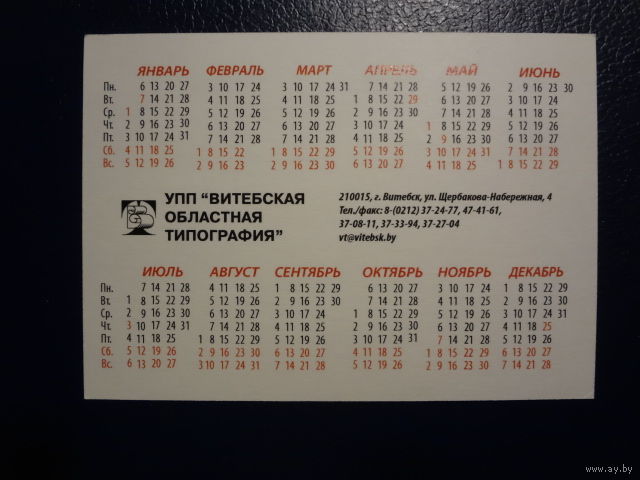 ЯНВАРЬ ФЕВРАЛЬ МАРТ АПРЕЛЬ МАЙ ИЮНЬ
Пн. 6 13 20 27 3 10 17 24 3 10 17 24 31 7 14 21 28 5 12 19 26 2 9 16 23 30
Вт. 7 14 21 28 4 11 18 25 4 11 18 25 1 8 15 22 29 6 13 20 27 3 10 17 24
Ср. 1 8 15 22 29 5 12 19 26 5 12 19 26 2 9 16 23 30 7 14 21 28 4 11 18 25
Чт. 2 9 16 23 30 6 13 20 27 6 13 20 27 3 10 17 24 1 8 15 22 29 5 12 19 26
Пт. 3 10 17 24 31 7 14 21 28 7 14 21 28 4 11 18 25 2 9 16 23 30 6 13 20 27
Сб. 4 11 18 25 1 8 15 22 1 8 15 22 29 5 12 19 26 3 10 17 24 31 7 14 21 28
Вс. 5 12 19 26 2 9 16 23 2 9 16 23 30 6 13 20 27 4 11 18 25 1 8 15 22 29
УПП "ВИТЕБСКАЯ
ОБЛАСТНАЯ
ТИПОГРАФИЯ"
210015, г. Витебск, ул. Щербакова-Набережная, 4
Тел./факс: 8-(0212) 37-24-77, 47-41-61,
37-08-11, 37-33-94, 37-27-04
vt@vitebsk.by
ИЮЛЬ АВГУСТ СЕНТЯБРЬ ОКТЯБРЬ НОЯБРЬ ДЕКАБРЬ
Пн. 7 14 21 28 4 11 18 25 1 8 15 22 29 6 13 20 27 3 10 17 24 1 8 15 22 29
Вт. 1 8 15 22 29 5 12 19 26 2 9 16 23 30 7 14 21 28 4 11 18 25 2 9 16 23 30
Ср. 2 9 16 23 30 6 13 20 27 3 10 17 24 1 8 15 22 29 5 12 19 26 3 10 17 24 31
Чт. 3 10 17 24 31 7 14 21 28 4 11 18 25 2 9 16 23 30 6 13 20 27 4 11 18 25
Пт. 4 11 18 25 1 8 15 22 29 5 12 19 26 3 10 17 24 31 7 14 21 28 5 12 19 26
Сб. 5 12 19 26 2 9 16 23 30 6 13 20 27 4 11 18 25 1 8 15 22 29 6 13 20 27
Вс. 6 13 20 27 3 10 17 24 31 7 14 21 28 5 12 19 26 2 9 16 23 30 7 14 21 28
www.ay.by